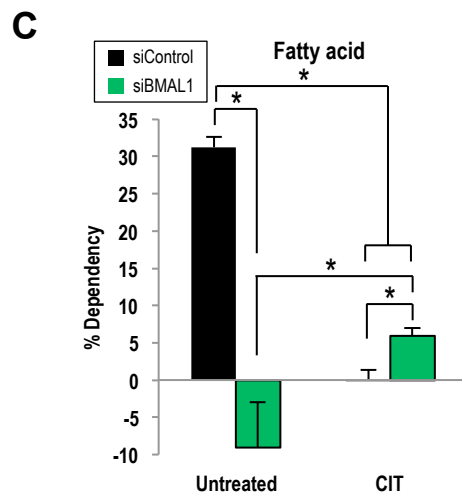 C
siControl
siBMAL1
Fatty acid
*
*
35
30
25
20
15
10
5
0
-5
-10
% Dependency
*
*
Untreated
CIT